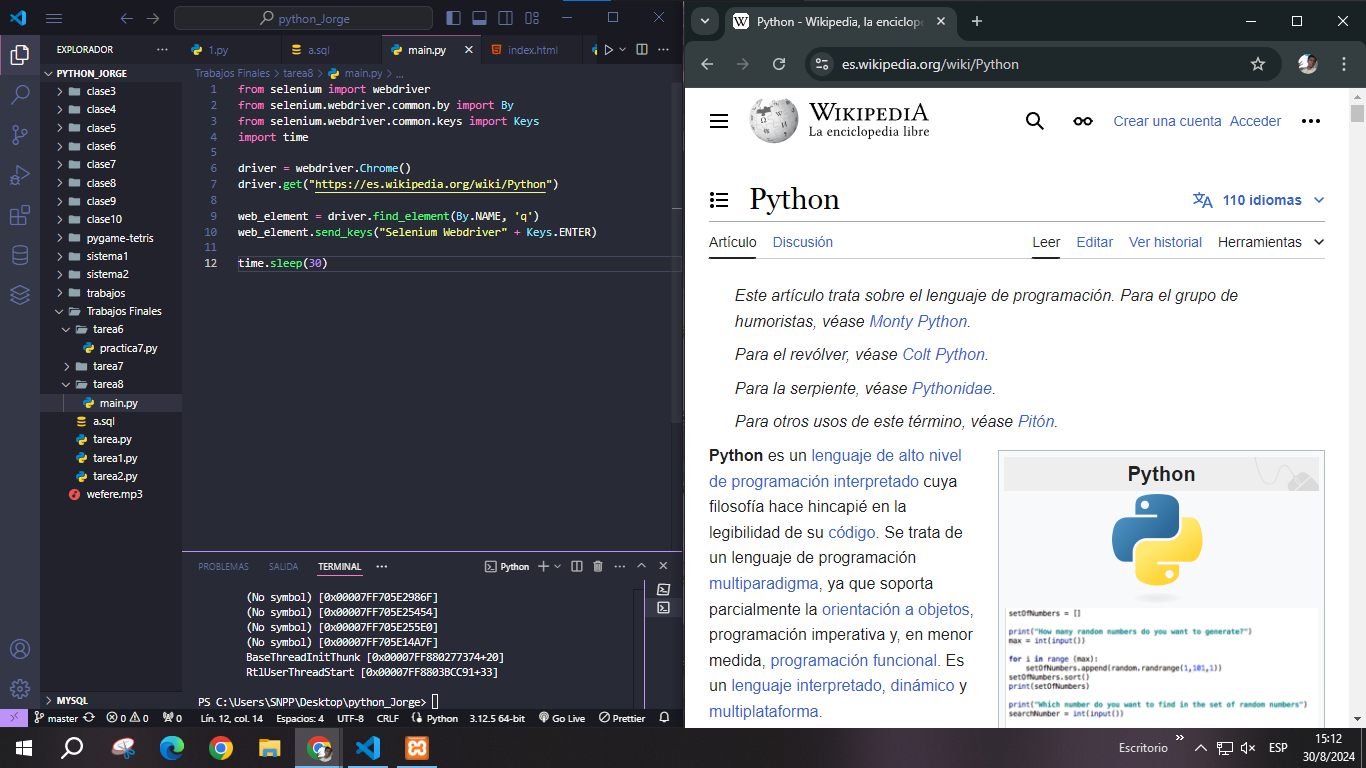 python_Jorge
EXPLORADOR
PYTHON_JORGE
clase3
clase4
clase5
clase6
clase7
clase8
clase9
clase10
pygame-tetris
sistema1
sistema2
trabajos
Trabajos Finales
tarea6
practica7.py
tarea7
tarea8
main.py
a.sql
tarea.py
tarea1.py
tarea2.py
wefere.mp3
MYSQL
1.py
a.sql
main.py
index.html
Trabajos Finales > tarea8 > main.py > ...
1 from selenium import webdriver
2 from selenium.webdriver.common.by import By
3 from selenium.webdriver.common.keys import Keys
4 import time
5
6 driver = webdriver.Chrome()
7 driver.get("https://es.wikipedia.org/wiki/Python")
8
9 web_element = driver.find_element(By.NAME, 'q')
10 web_element.send_keys("Selenium Webdriver" + Keys.ENTER)
11
12 time.sleep(30)
PROBLEMAS SALIDA TERMINAL Python
(No symbol) [0x00007FF705E2986F]
(No symbol) [0x00007FF705E25454]
(No symbol) [0x00007FF705E255E0]
(No symbol) [0x00007FF705E14A7F]
BaseThreadInitThunk [0x00007FF880277374+20]
RtlUserThreadStart [0x00007FF8803BCC91+33]
PS C:\Users\SNPP\Desktop\python_Jorge>
master 0 0 0 Lín. 12, col. 14 Espacios: 4 UTF-8 CRLF Python 3.12.5 64-bit Go Live Prettier
Python - Wikipedia, la enciclope
es.wikipedia.org/wiki/Python
WIKIPEDIA
La enciclopedia libre
Crear una cuenta Acceder
Python
110 idiomas
Artículo Discusión Leer Editar Ver historial Herramientas
Este artículo trata sobre el lenguaje de programación. Para el grupo de
humoristas, véase Monty Python.
Para el revólver, véase Colt Python.
Para la serpiente, véase Pythonidae.
Para otros usos de este término, véase Pitón.
Python es un lenguaje de alto nivel
de programación interpretado cuya
filosofía hace hincapié en la
legibilidad de su código. Se trata de
un lenguaje de programación
multiparadigma, ya que soporta
parcialmente la orientación a objetos,
programación imperativa y, en menor
medida, programación funcional. Es
un lenguaje interpretado, dinámico y
multiplataforma.
Python
setOfNumbers = []
print("How many random numbers do you want to generate?")
max = int(input())
for i in range (max):
setOfNumbers.append(random.randrange(1,101,1))
setOfNumbers.sort()
print(setOfNumbers)
print("Which number do you want to find in the set of random numbers")
searchNumber = int(input())
Escritorio
ESP
15:12
30/8/2024